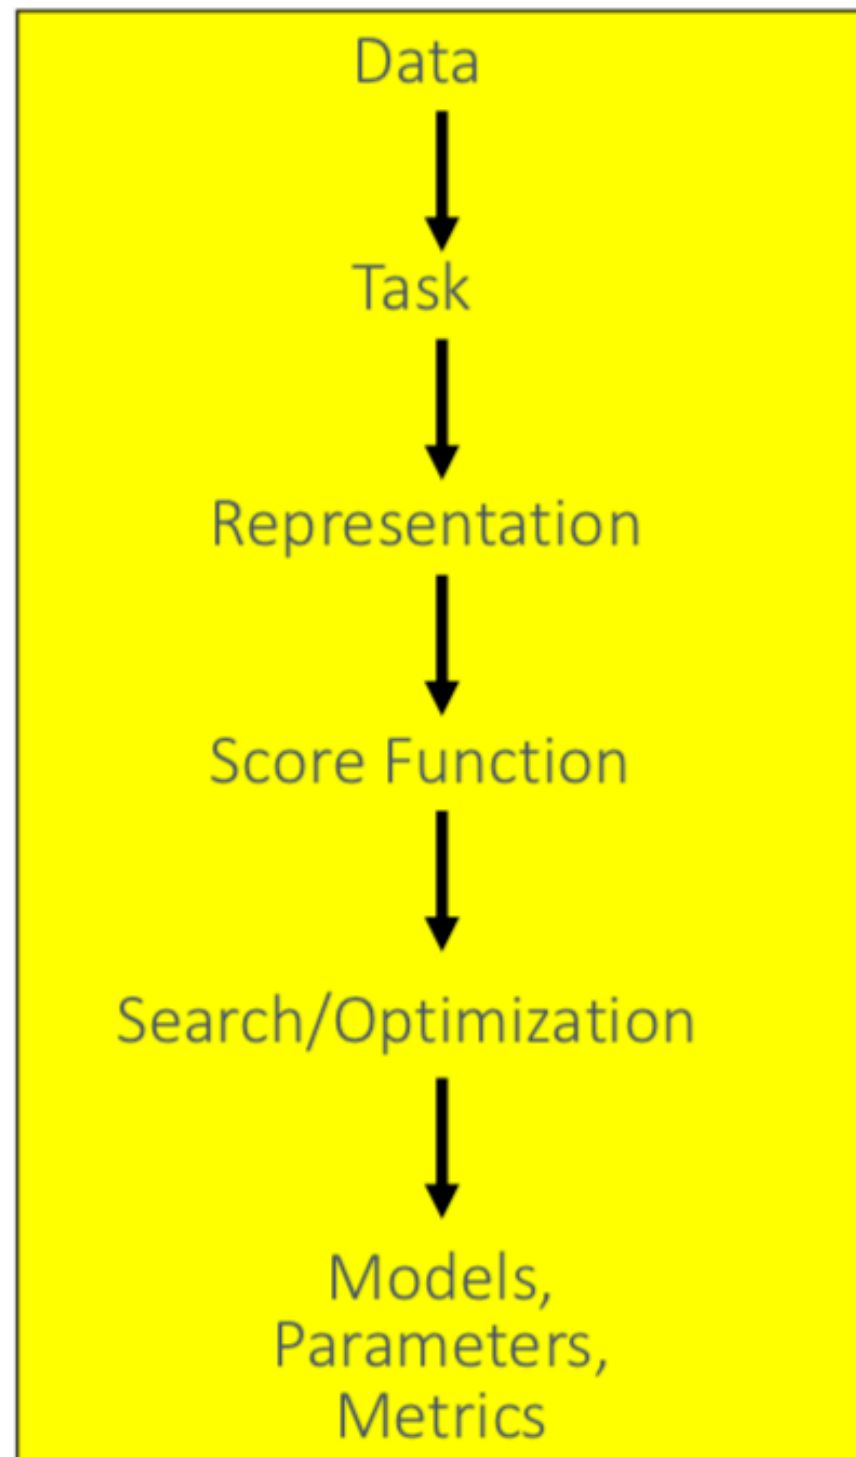 Data
Task
Representation
Score Function
Search/Optimization
Models,
Parameters,
Metrics